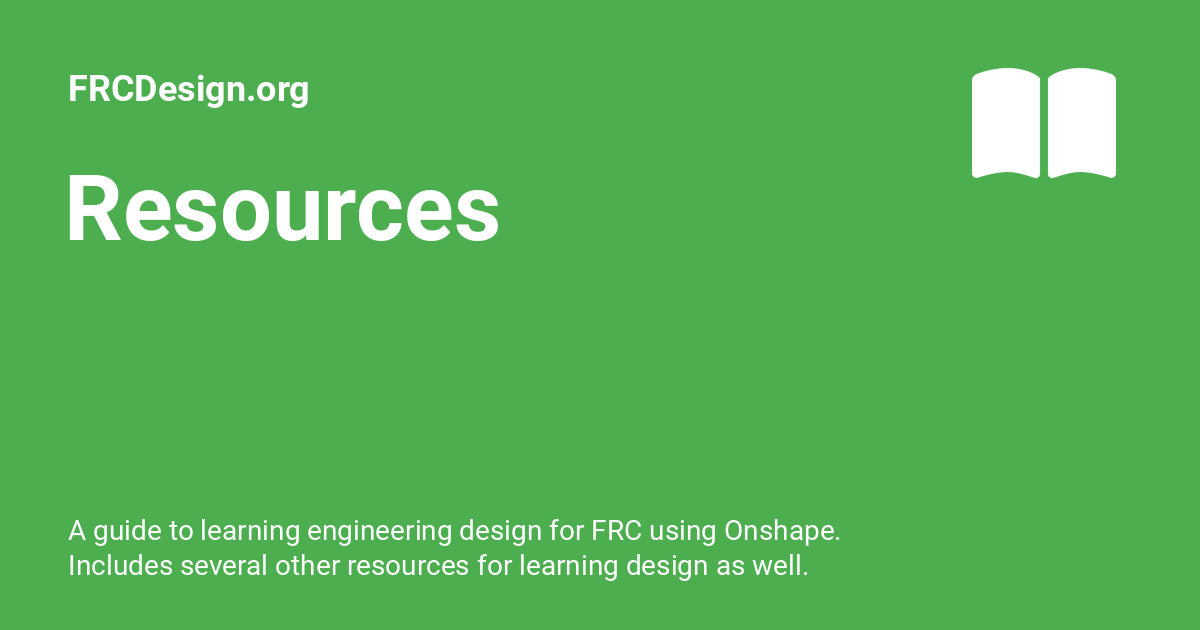 FRCDesign.org
Resources
A guide to learning engineering design for FRC using Onshape.
Includes several other resources for learning design as well.